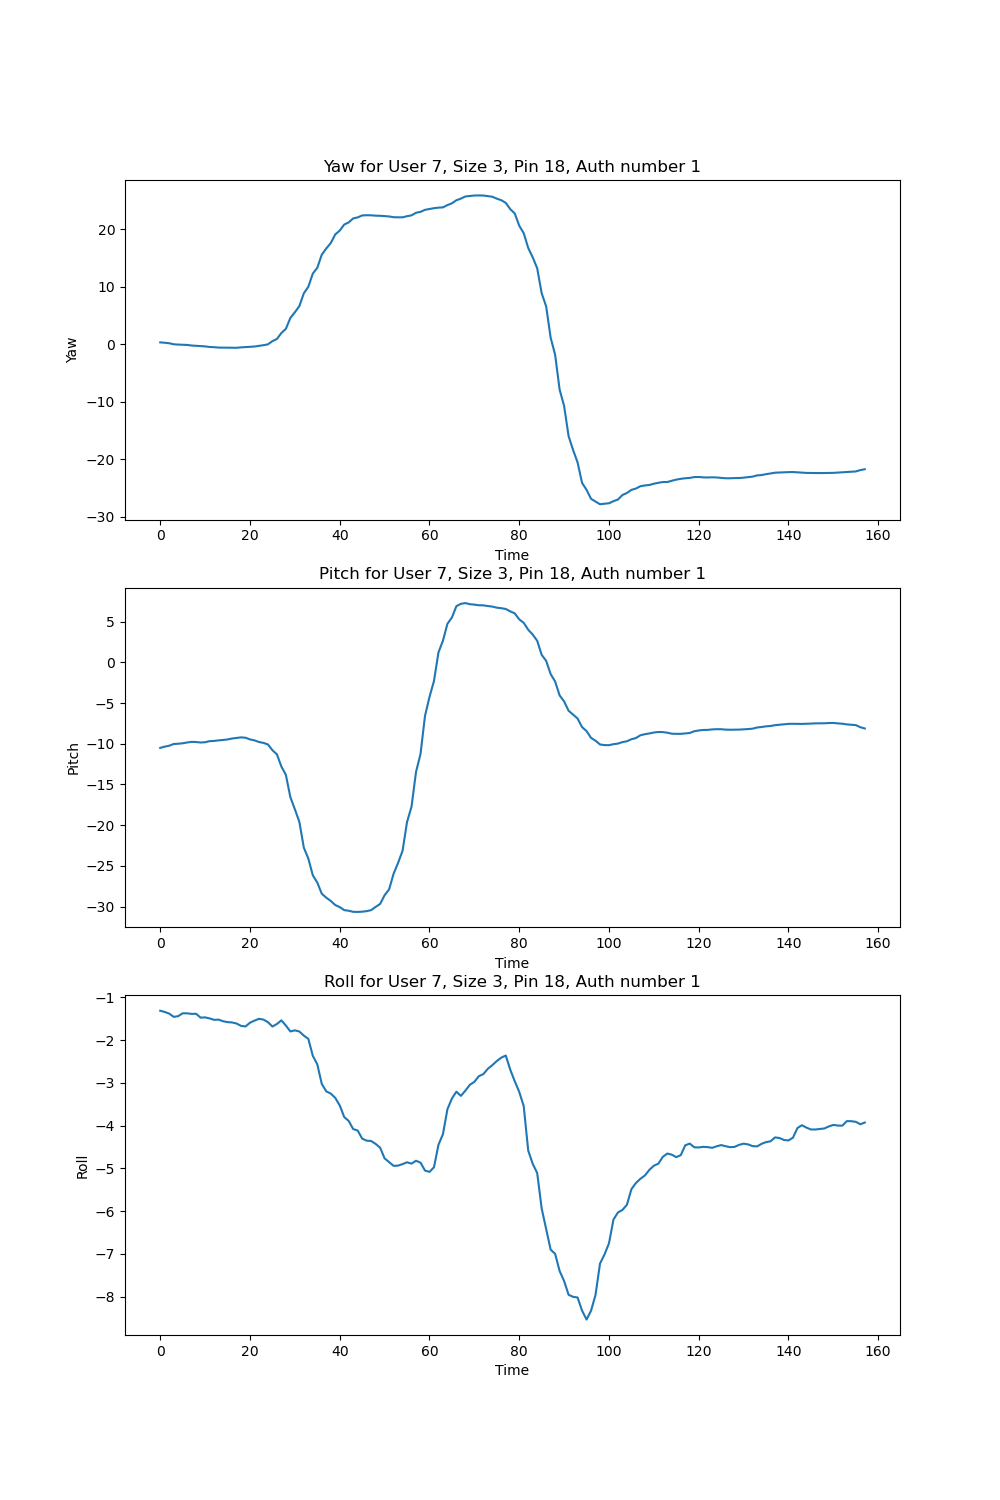 Yaw for User 7, Size 3, Pin 18, Auth number 1
20
10
0
−10
−20
−30
Yaw
0 20 40 60 80 100 120 140 160
Time
Pitch for User 7, Size 3, Pin 18, Auth number 1
5
0
−5
−10
−15
−20
−25
−30
Pitch
0 20 40 60 80 100 120 140 160
Time
Roll for User 7, Size 3, Pin 18, Auth number 1
−1
−2
−3
−4
−5
−6
−7
−8
Roll
0 20 40 60 80 100 120 140 160
Time